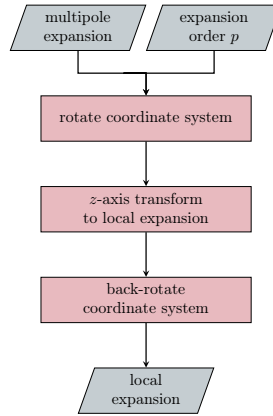 multipole
expansion
expansion
order p
rotate coordinate system
z-axis transform
to local expansion
back-rotate
coordinate system
local
expansion